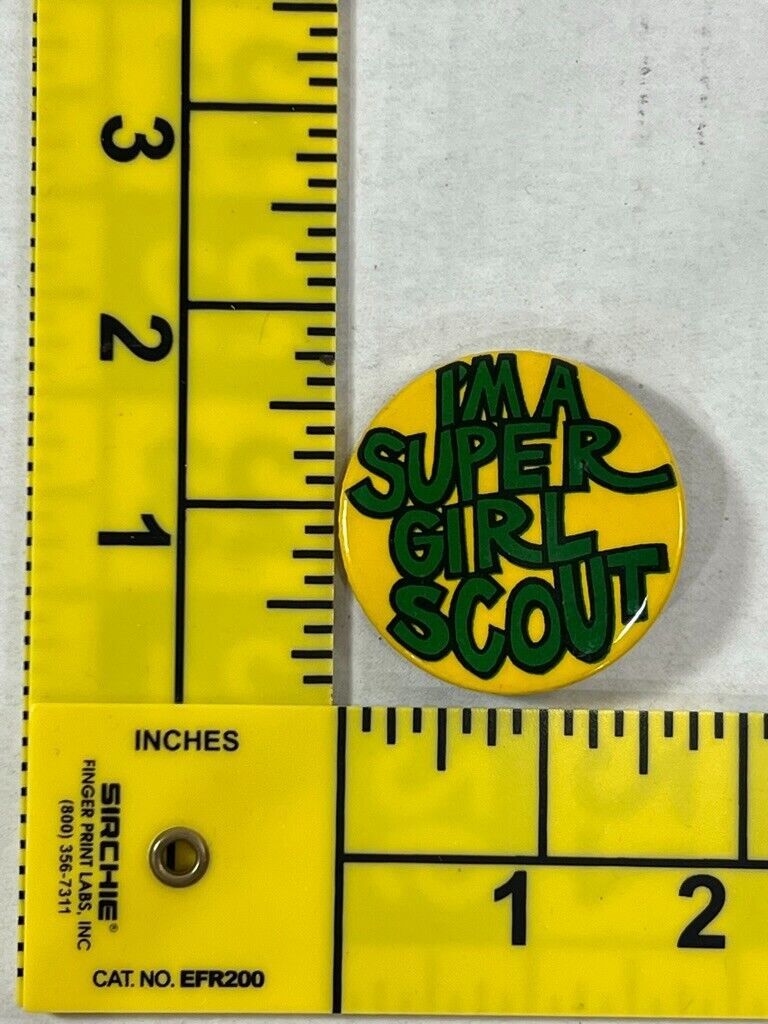 3
2
1
I'M A
SUPER
GIRL
SCOUT
INCHES
SIRCHIE®
FINGER PRINT LABS, INC
(800) 356-7311
CAT. NO. EFR200
1
2